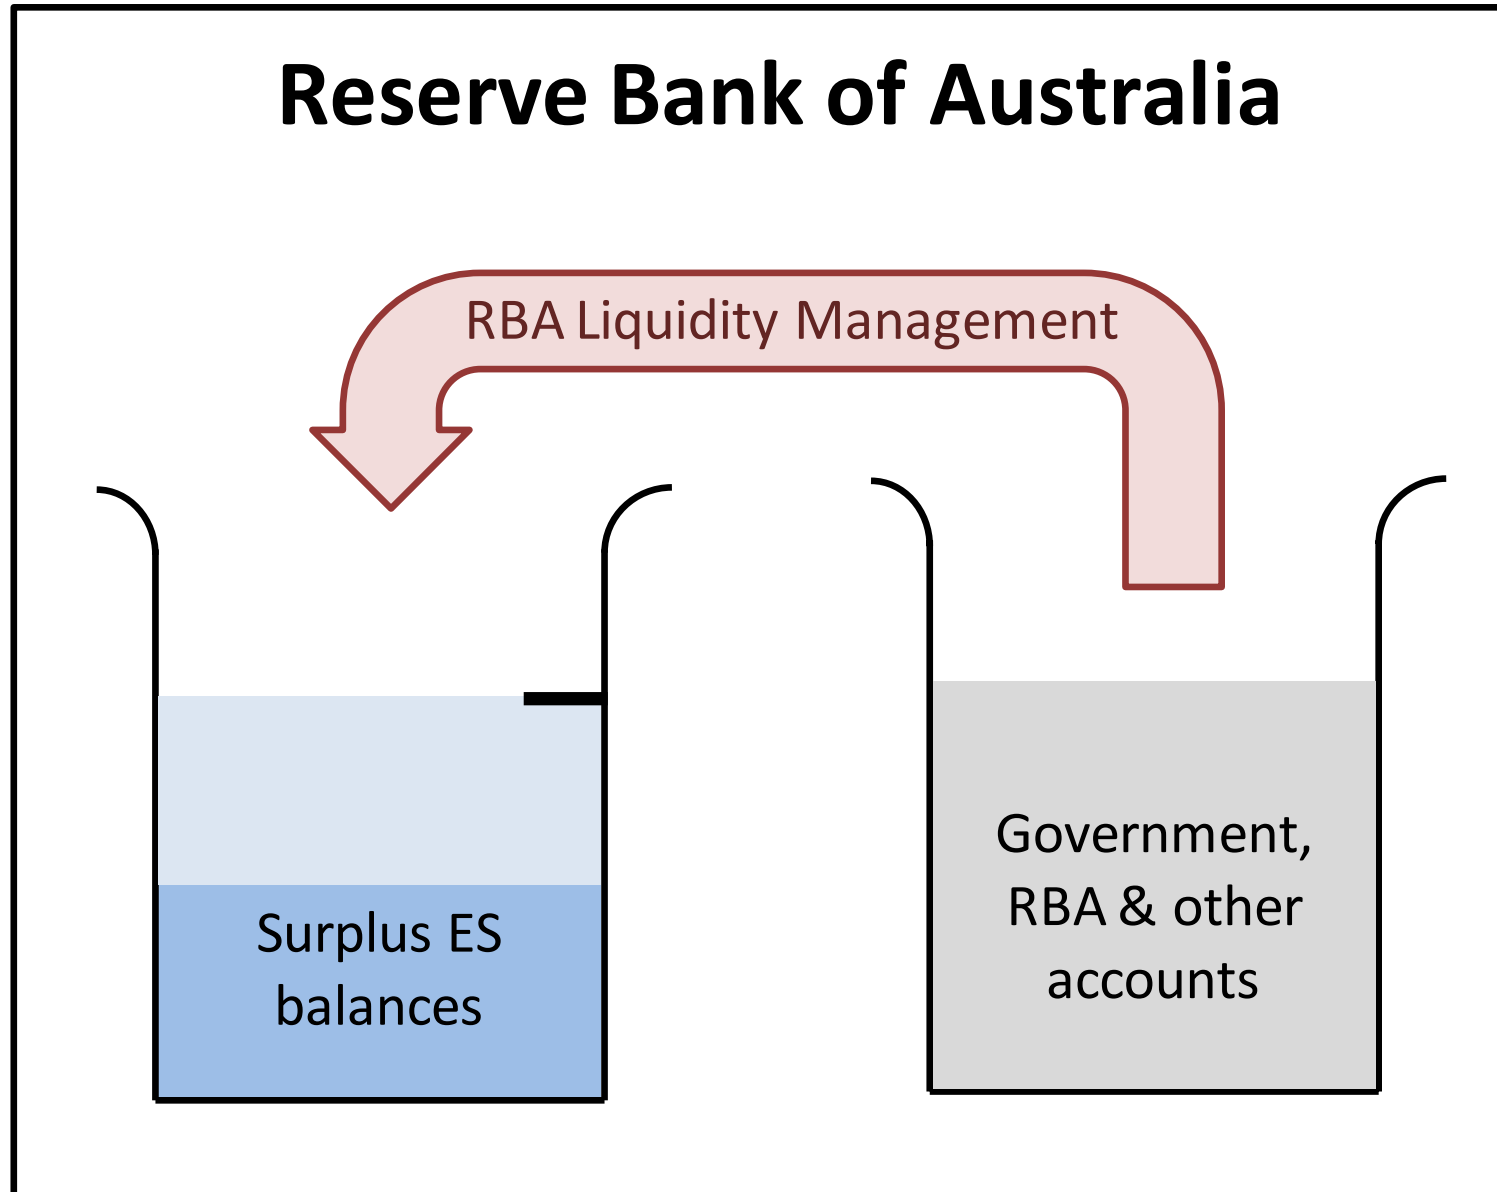 Reserve Bank of Australia
RBA Liquidity Management
Surplus ES
balances
Government,
RBA & other
accounts